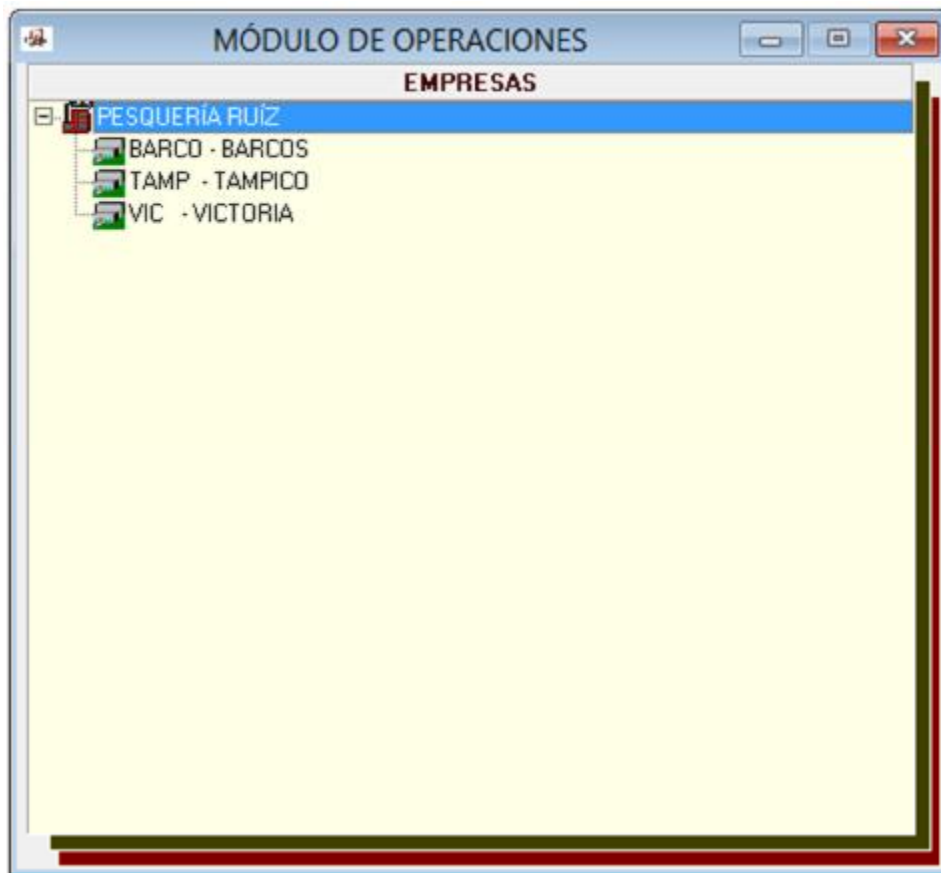 MÓDULO DE OPERACIONES
EMPRESAS
PESQUERÍA RUÍZ
BARCO - BARCOS
TAMP - TAMPICO
VIC - VICTORIA